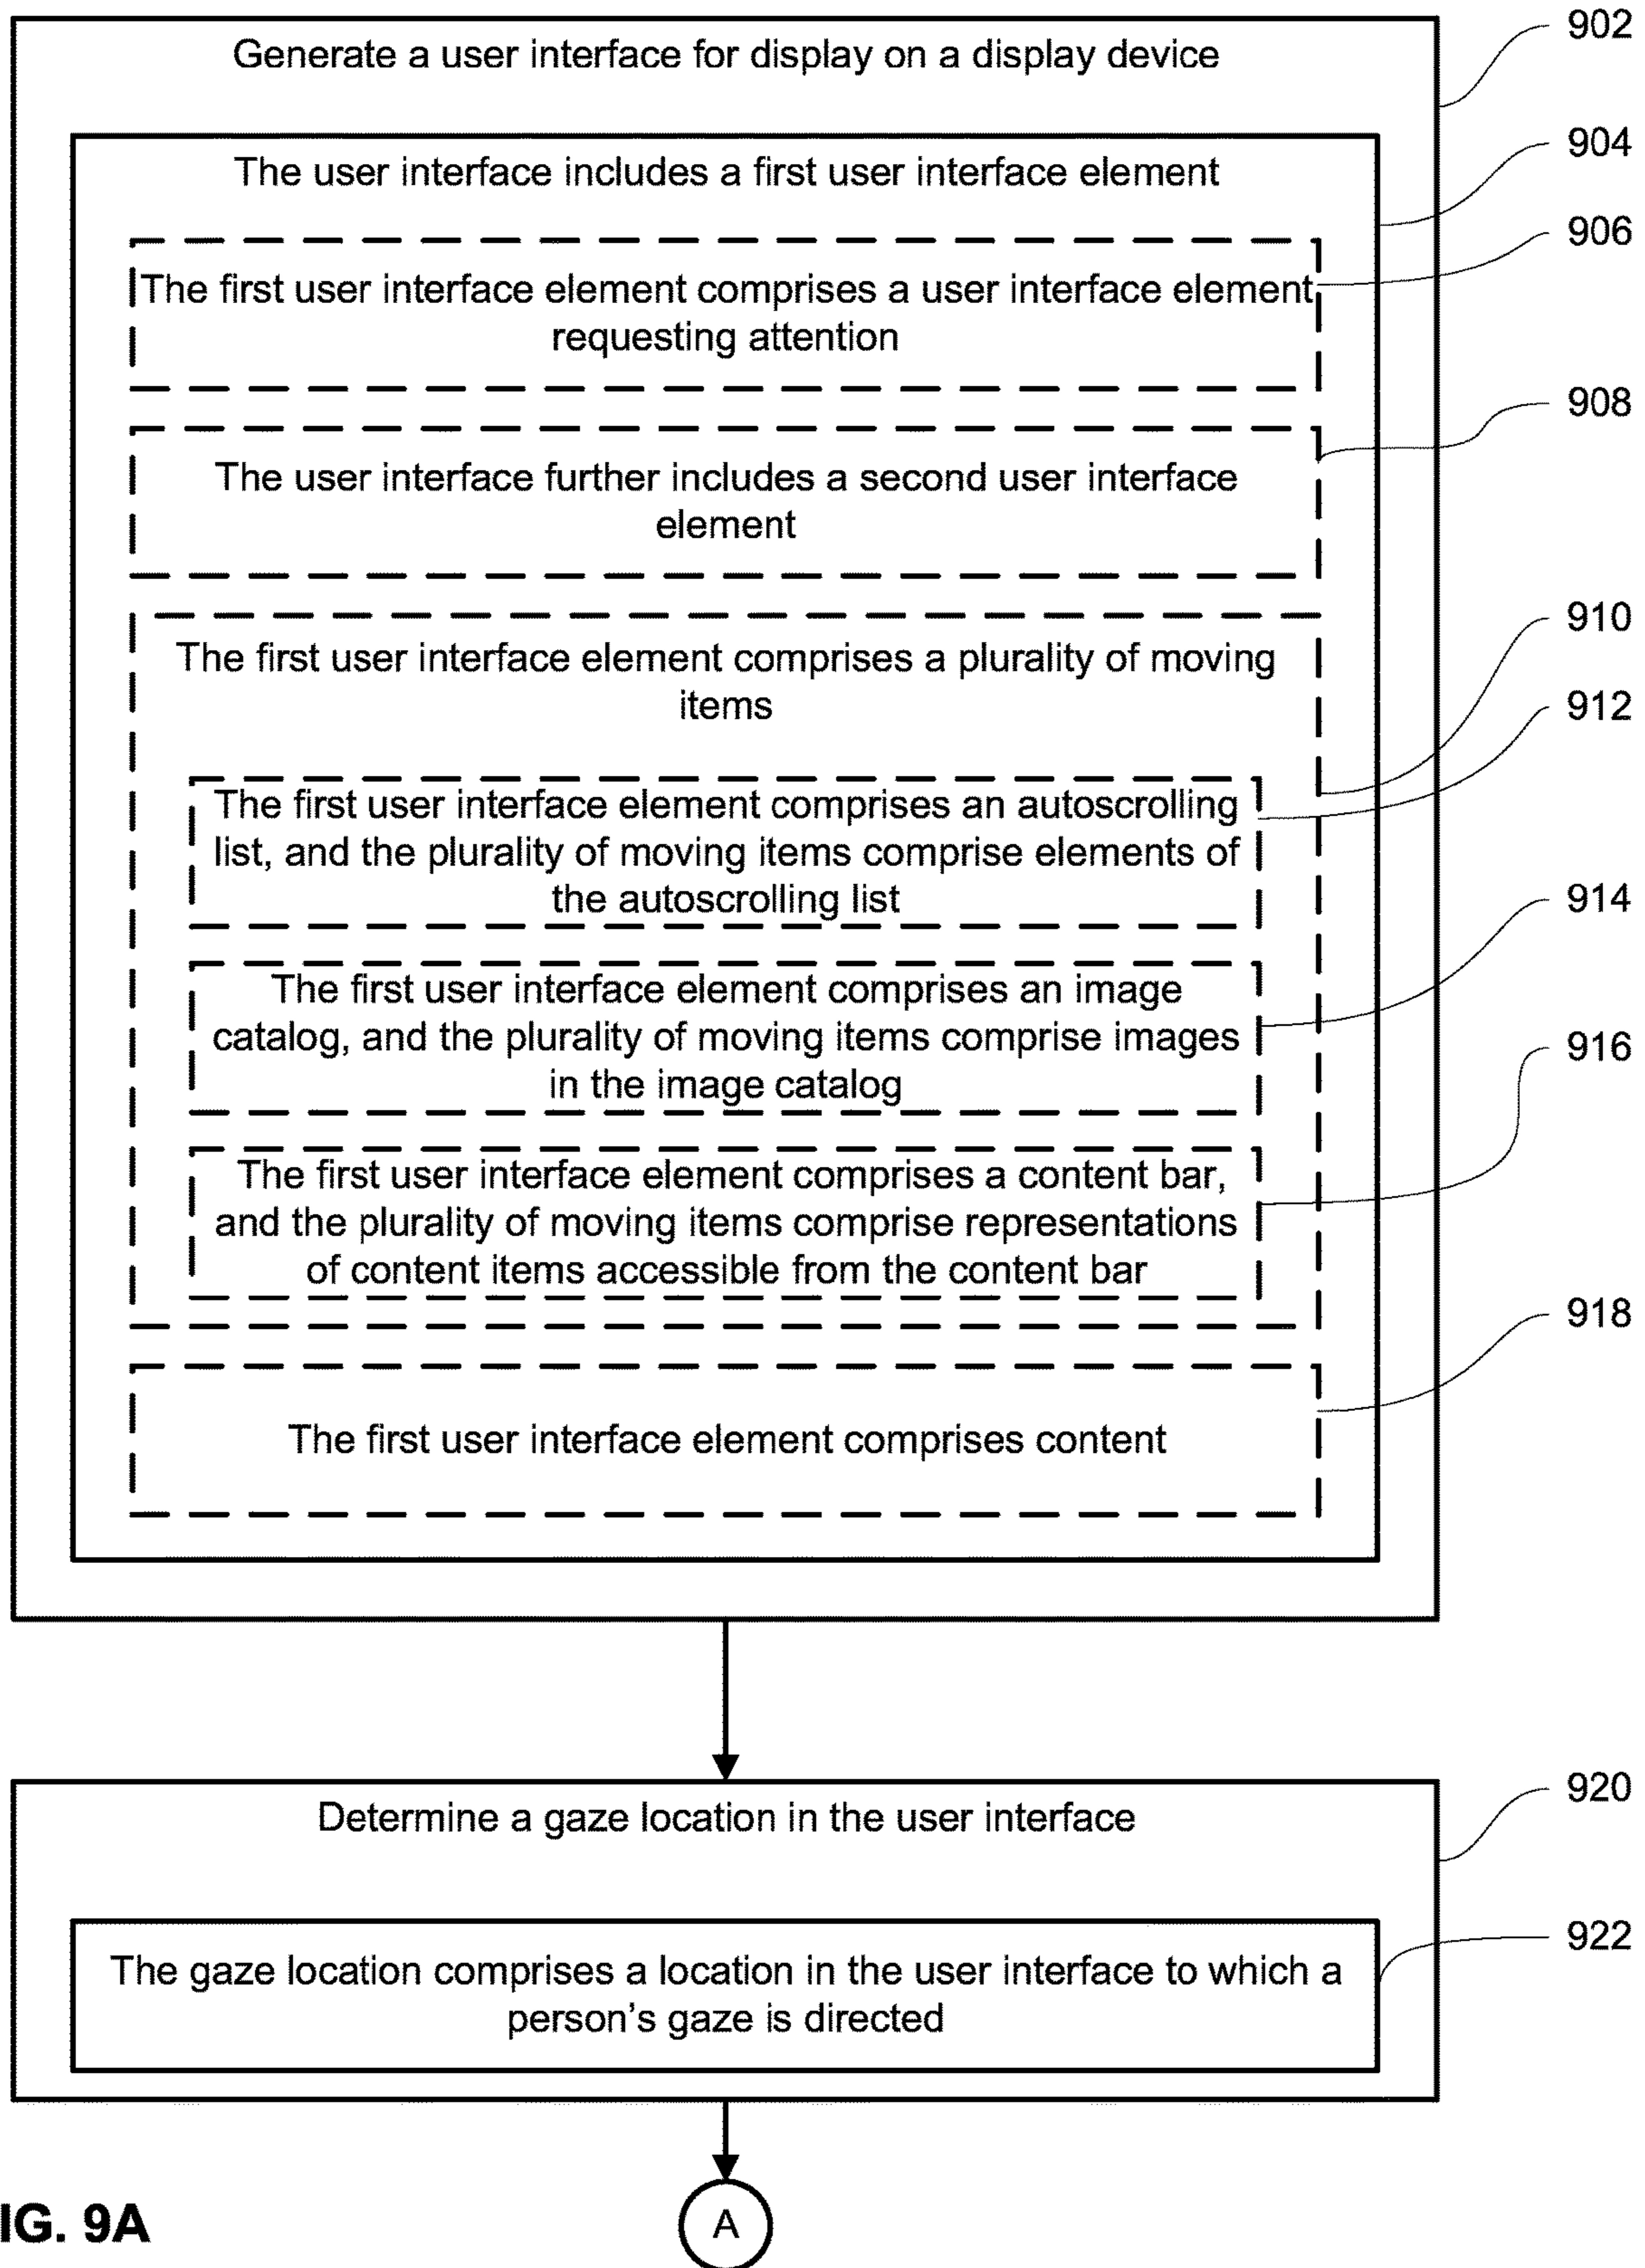 902
Generate a user interface for display on a display device
904
The user interface includes a first user interface element
906
The first user interface element comprises a user interface element
requesting attention
908
The user interface further includes a second user interface
element
910
The first user interface element comprises a plurality of moving
items
912
The first user interface element comprises an autoscrolling
list, and the plurality of moving items comprise elements of
the autoscrolling list
914
The first user interface element comprises an image
catalog, and the plurality of moving items comprise images
in the image catalog
916
The first user interface element comprises a content bar,
and the plurality of moving items comprise representations
of content items accessible from the content bar
918
The first user interface element comprises content
920
Determine a gaze location in the user interface
922
The gaze location comprises a location in the user interface to which a
person's gaze is directed
A
IG. 9A